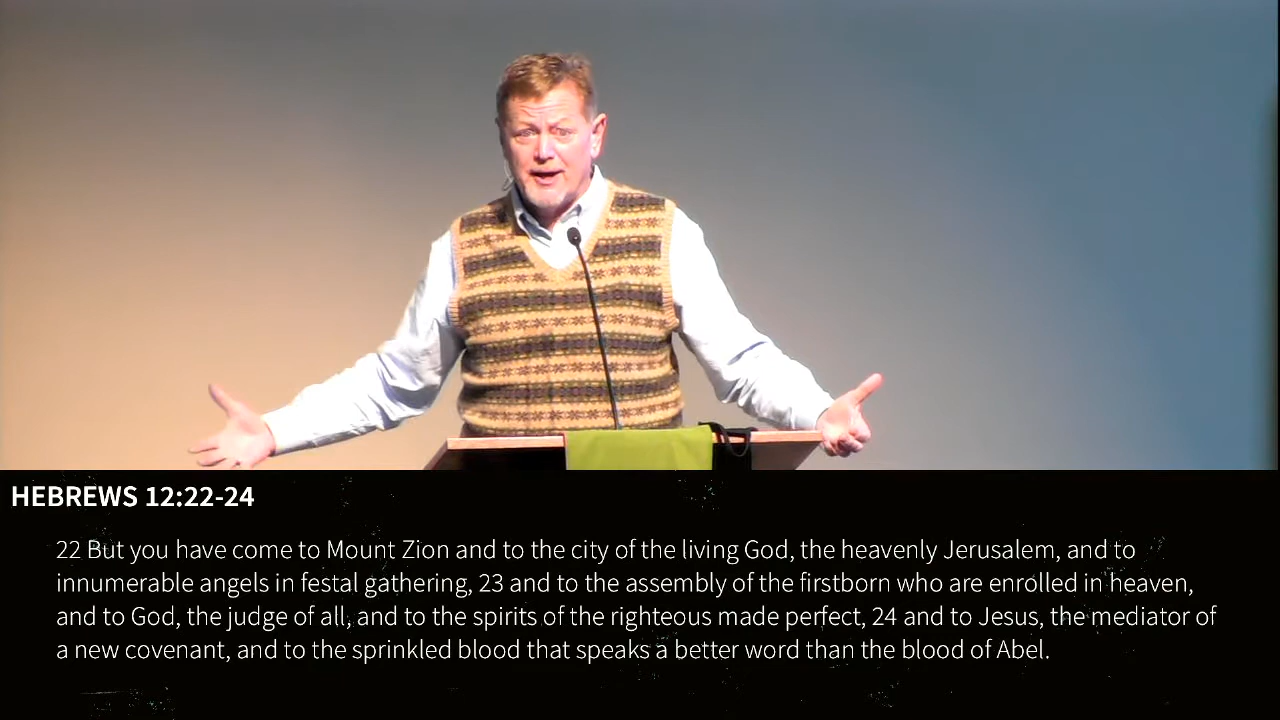 HEBREWS 12:22-24
22 But you have come to Mount Zion and to the city of the living God, the heavenly Jerusalem, and to
innumerable angels in festal gathering, 23 and to the assembly of the firstborn who are enrolled in heaven,
and to God, the judge of all, and to the spirits of the righteous made perfect, 24 and to Jesus, the mediator of
a new covenant, and to the sprinkled blood that speaks a better word than the blood of Abel.